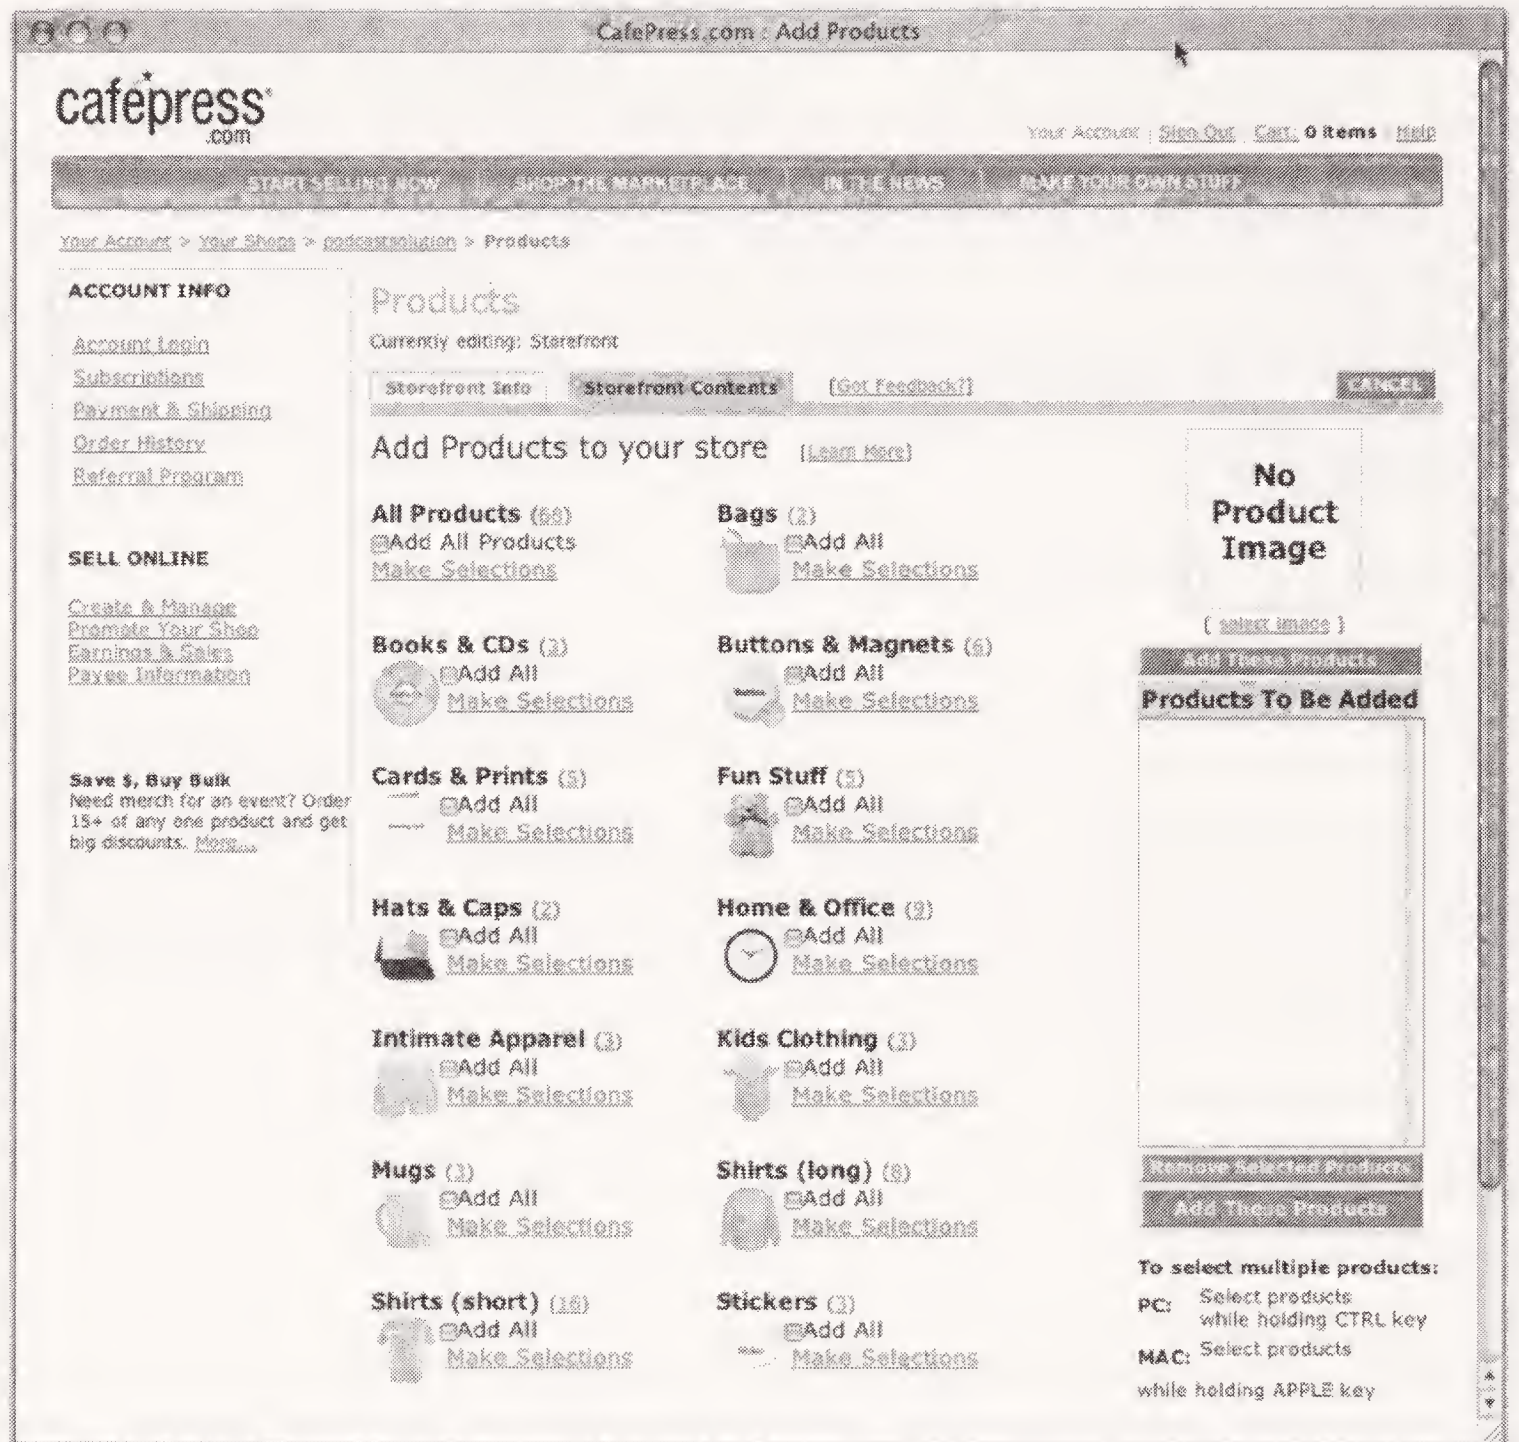 CafePress.com : Add Products
cafepress
.com
Your Account | Sign Out | Cart: 0 items | Help
START SELLING NOW | SHOP THE MARKETPLACE | IN THE NEWS | MAKE YOUR OWN STUFF
Your Account > Your Shops > podcastsolution > Products
ACCOUNT INFO
Account Login
Subscriptions
Payment & Shipping
Order History
Referral Program
SELL ONLINE
Create & Manage
Promote Your Shop
Earnings & Sales
Payee Information
Save $, Buy Bulk
Need merch for an event? Order
15+ of any one product and get
big discounts. More...
Products
Currently editing: Storefront
Storefront Info
Storefront Contents
[Got Feedback?]
CANCEL
Add Products to your store [Learn More]
All Products
Add All Products
Make Selections
Bags (2)
Add All
Make Selections
Books & CDs
Add All
Make Selections
Buttons & Magnets (6)
Add All
Make Selections
Cards & Prints (5)
Add All
Make Selections
Fun Stuff (5)
Add All
Make Selections
Hats & Caps (2)
Add All
Make Selections
Home & Office (9)
Add All
Make Selections
Intimate Apparel (3)
Add All
Make Selections
Kids Clothing (3)
Add All
Make Selections
Mugs (3)
Add All
Make Selections
Shirts (long) (8)
Add All
Make Selections
Shirts (short) (16)
Add All
Make Selections
Stickers (3)
Add All
Make Selections
No
Product
Image
[ select image ]
Add These Products
Products To Be Added
Remove Selected Products
Add These Products
To select multiple products:
PC: Select products
while holding CTRL key
MAC: Select products
while holding APPLE key